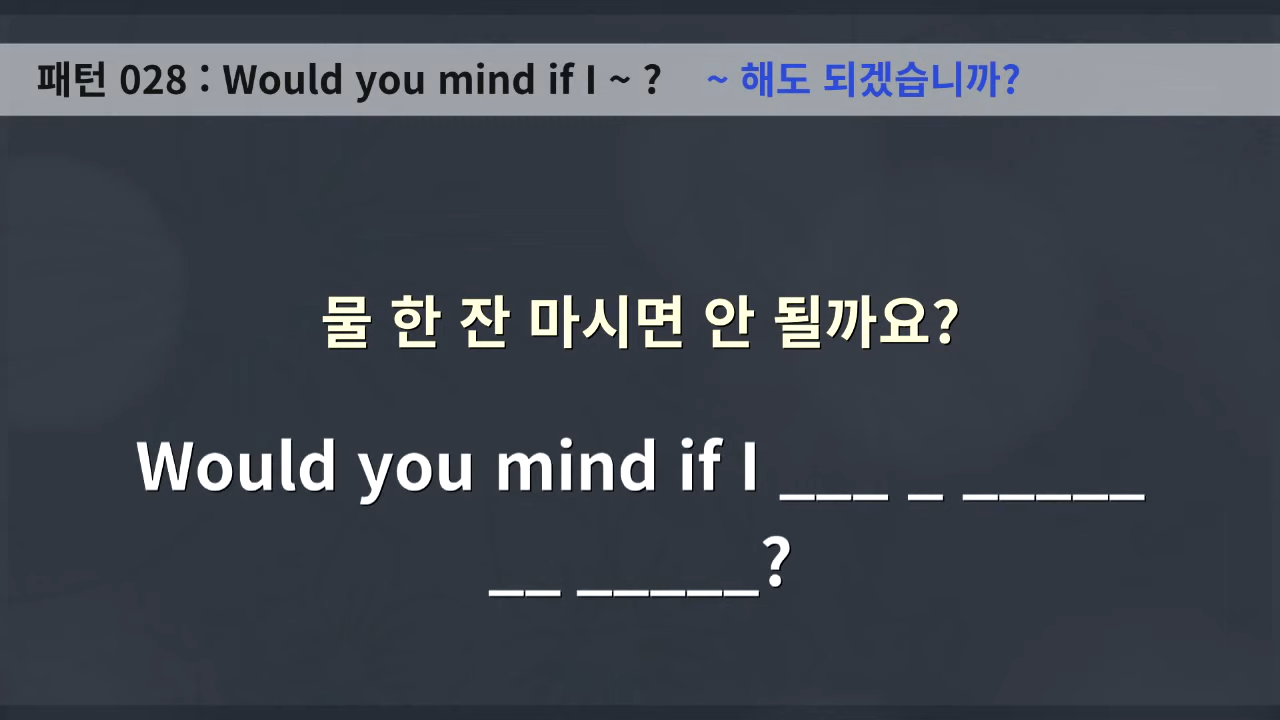 패턴 028 : Would you mind if I ~ ? ~ 해도 되겠습니까?
물 한 잔 마시면 안 될까요?
Would you mind if I ___ _ _____
__ _____?